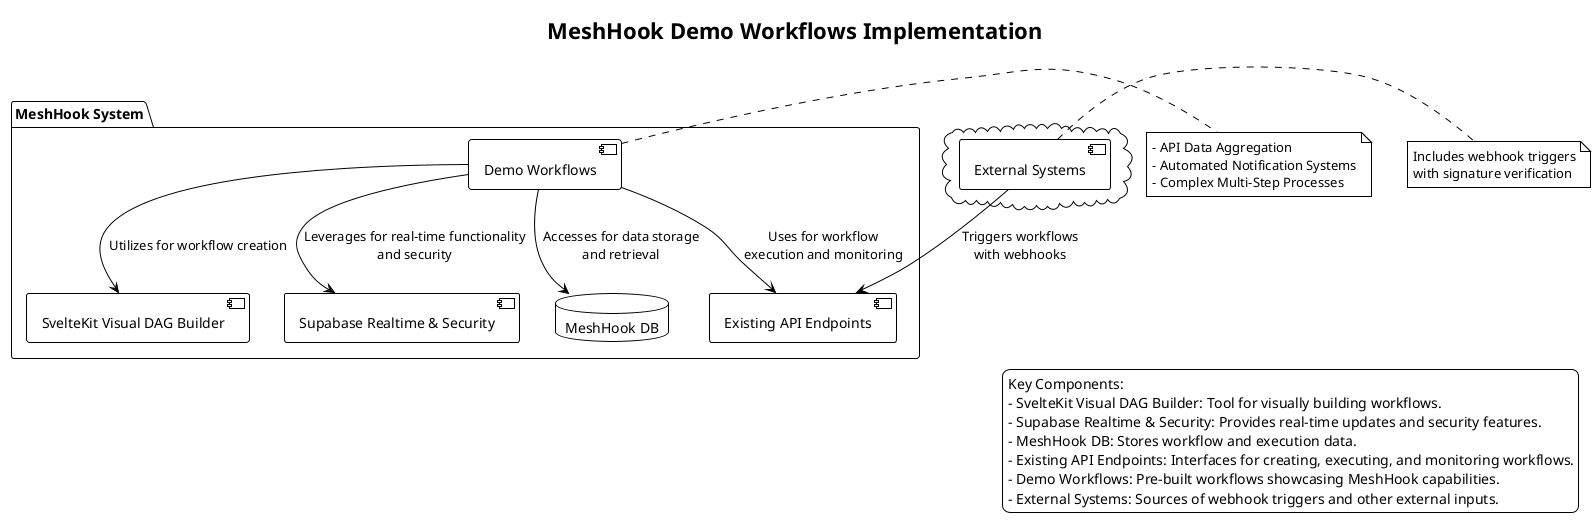 MeshHook Demo Workflows Implementation
MeshHook System
Demo Workflows
External Systems
- API Data Aggregation
- Automated Notification Systems
- Complex Multi-Step Processes
Includes webhook triggers
with signature verification
Utilizes for workflow creation
Leverages for real-time functionality
and security
Accesses for data storage
and retrieval
Uses for workflow
execution and monitoring
Triggers workflows
with webhooks
SvelteKit Visual DAG Builder
Supabase Realtime & Security
MeshHook DB
Existing API Endpoints
Key Components:
- SvelteKit Visual DAG Builder: Tool for visually building workflows.
- Supabase Realtime & Security: Provides real-time updates and security features.
- MeshHook DB: Stores workflow and execution data.
- Existing API Endpoints: Interfaces for creating, executing, and monitoring workflows.
- Demo Workflows: Pre-built workflows showcasing MeshHook capabilities.
- External Systems: Sources of webhook triggers and other external inputs.